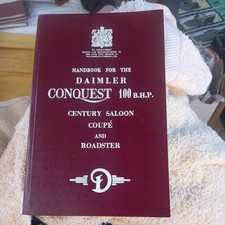 HANDBOOK FOR THE
DAIMLER
CONQUEST 100 B.H.P.
CENTURY SALOON
COUPÉ
AND
ROADSTER
D